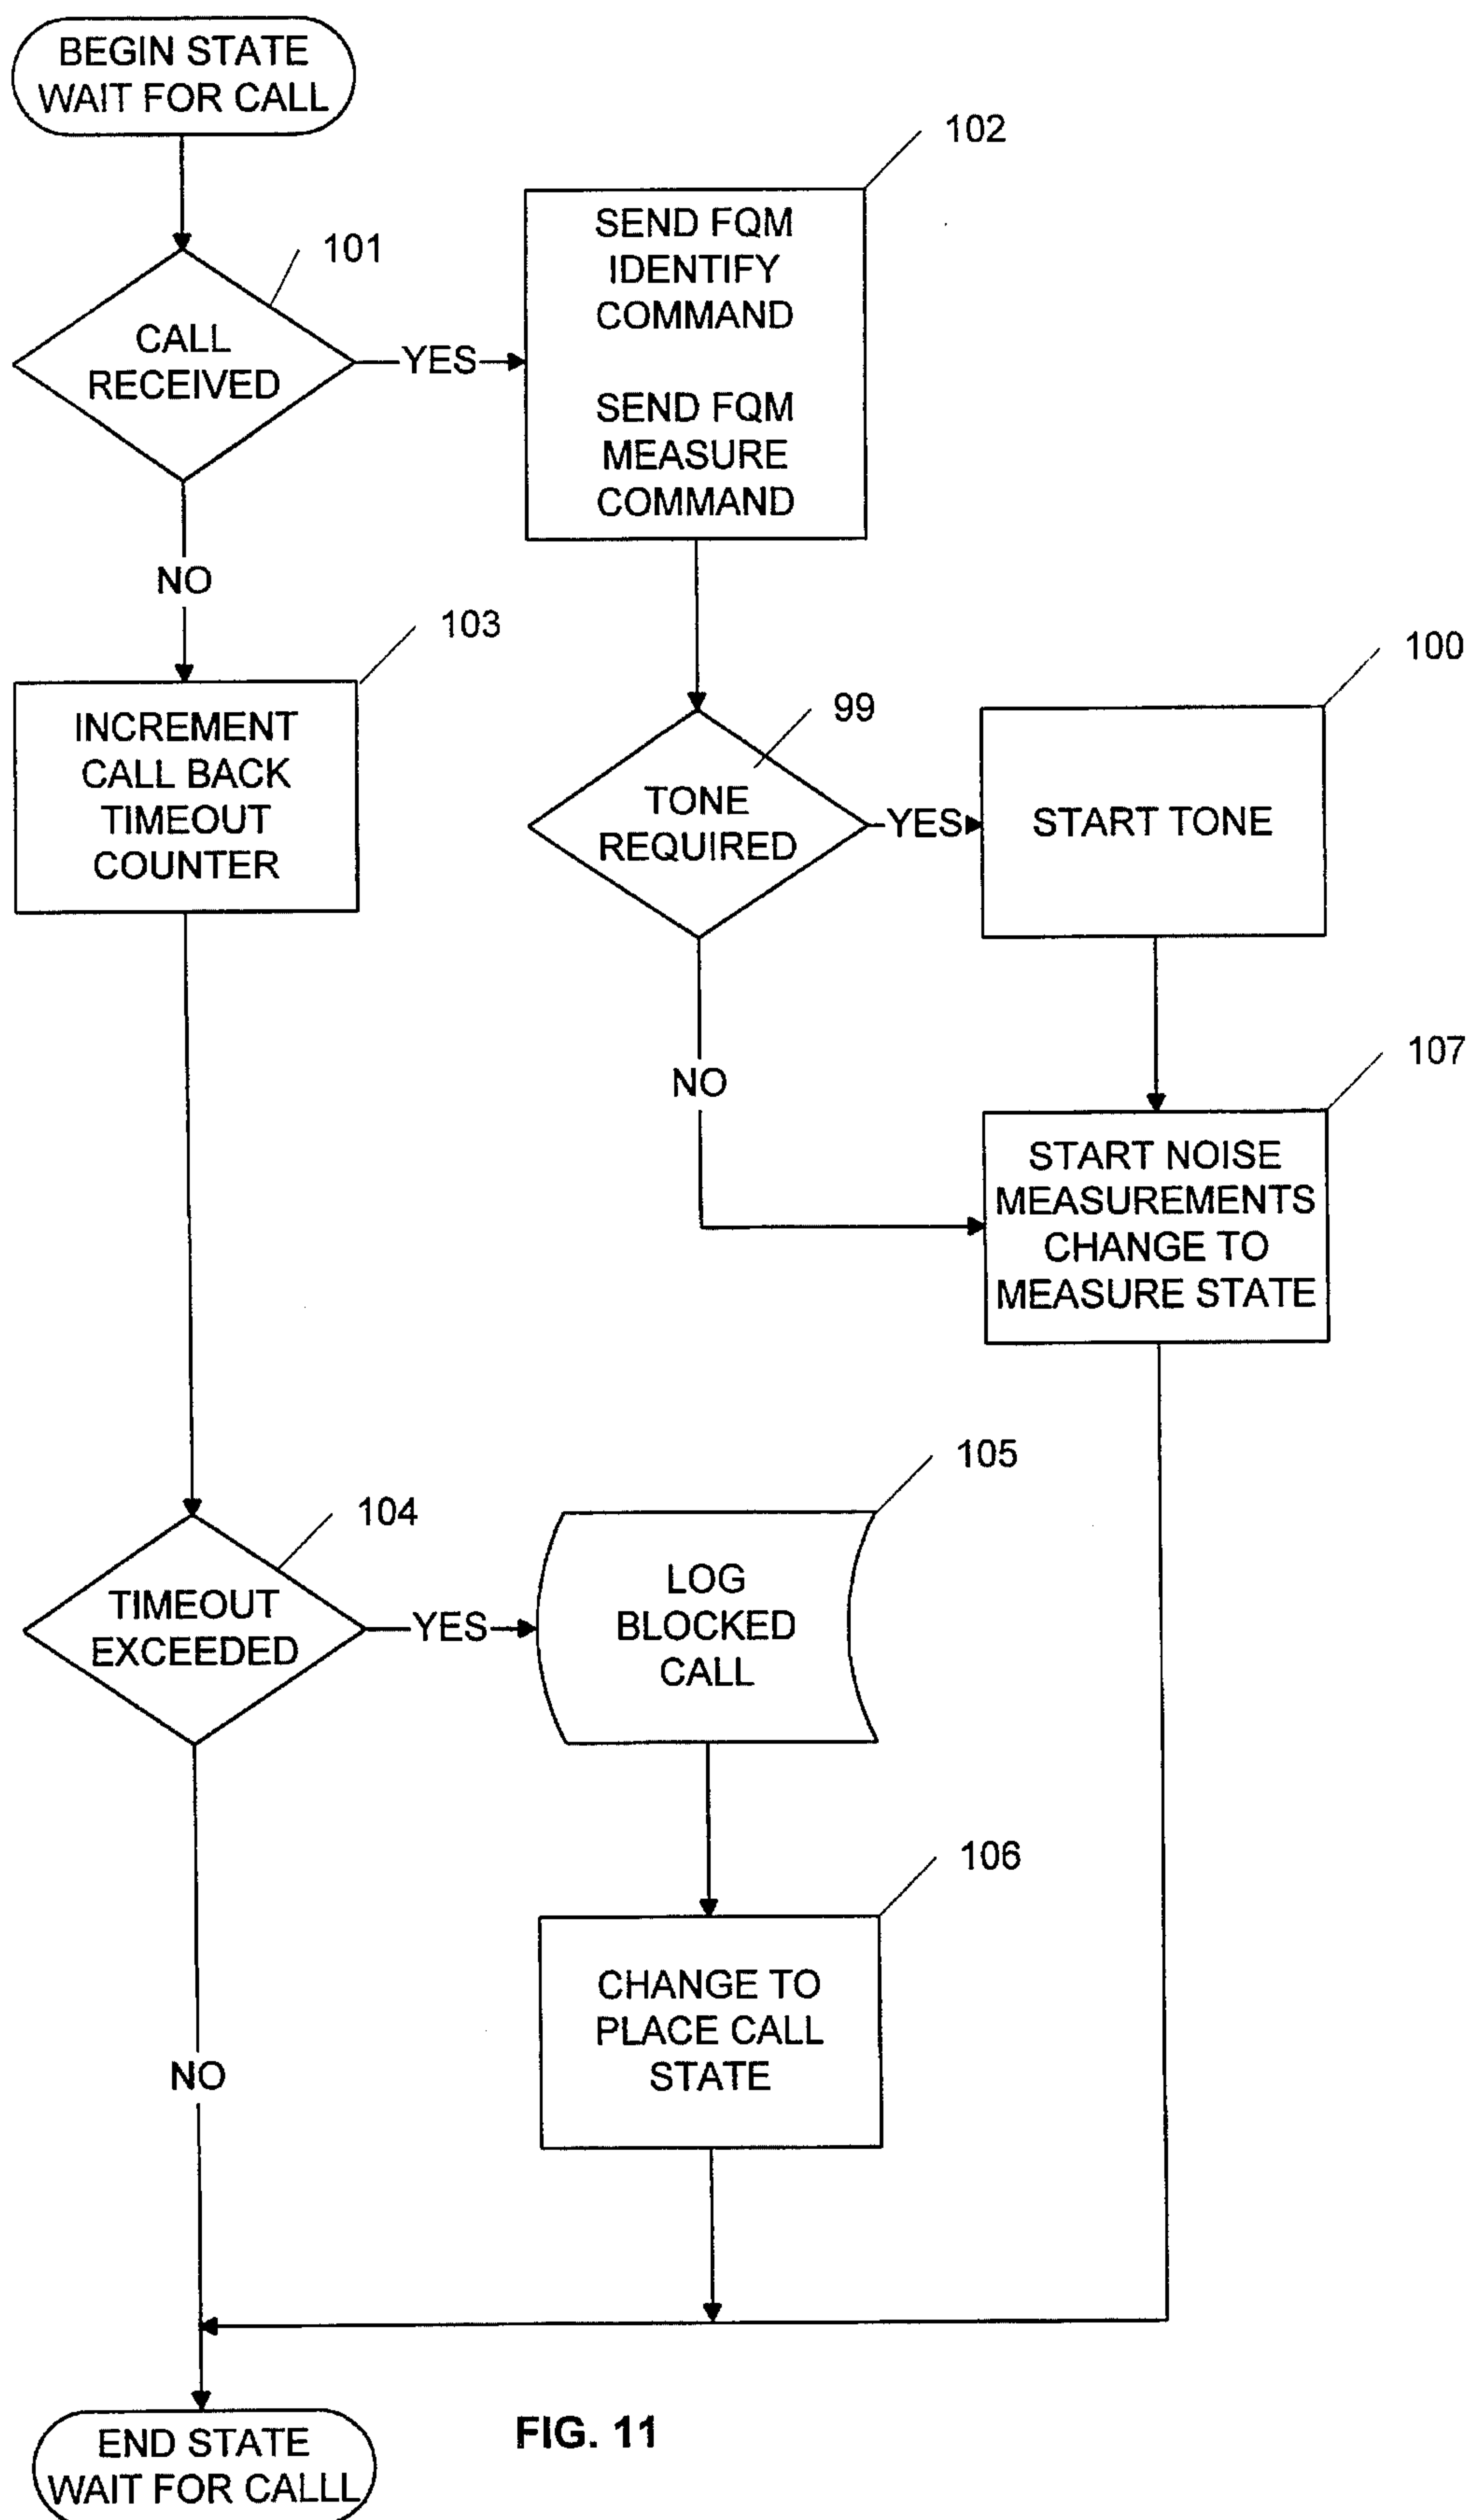 BEGIN STATE
WAIT FOR CALL
102
101
SEND FQM
IDENTIFY
COMMAND
SEND FQM
MEASURE
COMMAND
CALL
RECEIVED
YES
NO
103
100
99
INCREMENT
CALL BACK
TIMEOUT
COUNTER
TONE
REQUIRED
YES
START TONE
NO
107
START NOISE
MEASUREMENTS
CHANGE TO
MEASURE STATE
105
104
TIMEOUT
EXCEEDED
YES
LOG
BLOCKED
CALL
106
CHANGE TO
PLACE CALL
STATE
NO
END STATE
WAIT FOR CALLL
FIG. 11